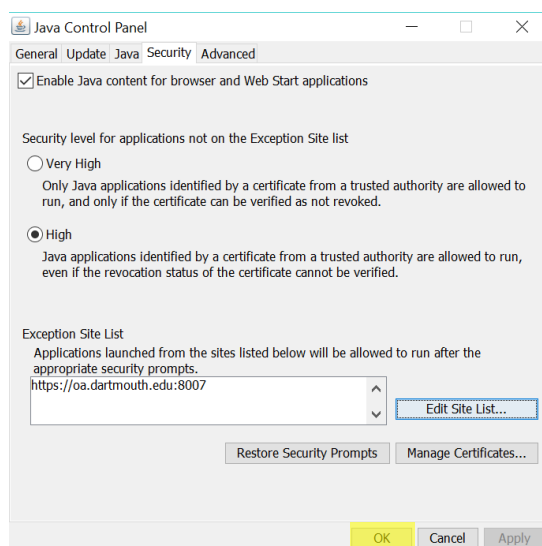 Java Control Panel
General Update Java Security Advanced
Enable Java content for browser and Web Start applications
Security level for applications not on the Exception Site list
Very High
Only Java applications identified by a certificate from a trusted authority are allowed to
run, and only if the certificate can be verified as not revoked.
High
Java applications identified by a certificate from a trusted authority are allowed to run,
even if the revocation status of the certificate cannot be verified.
Exception Site List
Applications launched from the sites listed below will be allowed to run after the
appropriate security prompts.
https://oa.dartmouth.edu:8007
Edit Site List...
Restore Security Prompts Manage Certificates...
OK Cancel Apply